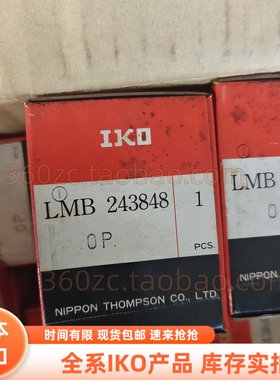 IKO
LMB 243848
1
OP.
PCS.
NIPPON THOMPSON CO., LTD.
LMB
NIPPON
360zc.taobao.com
时间有限 现货包邮 速来抢抢
全系IKO产品 库存实拍